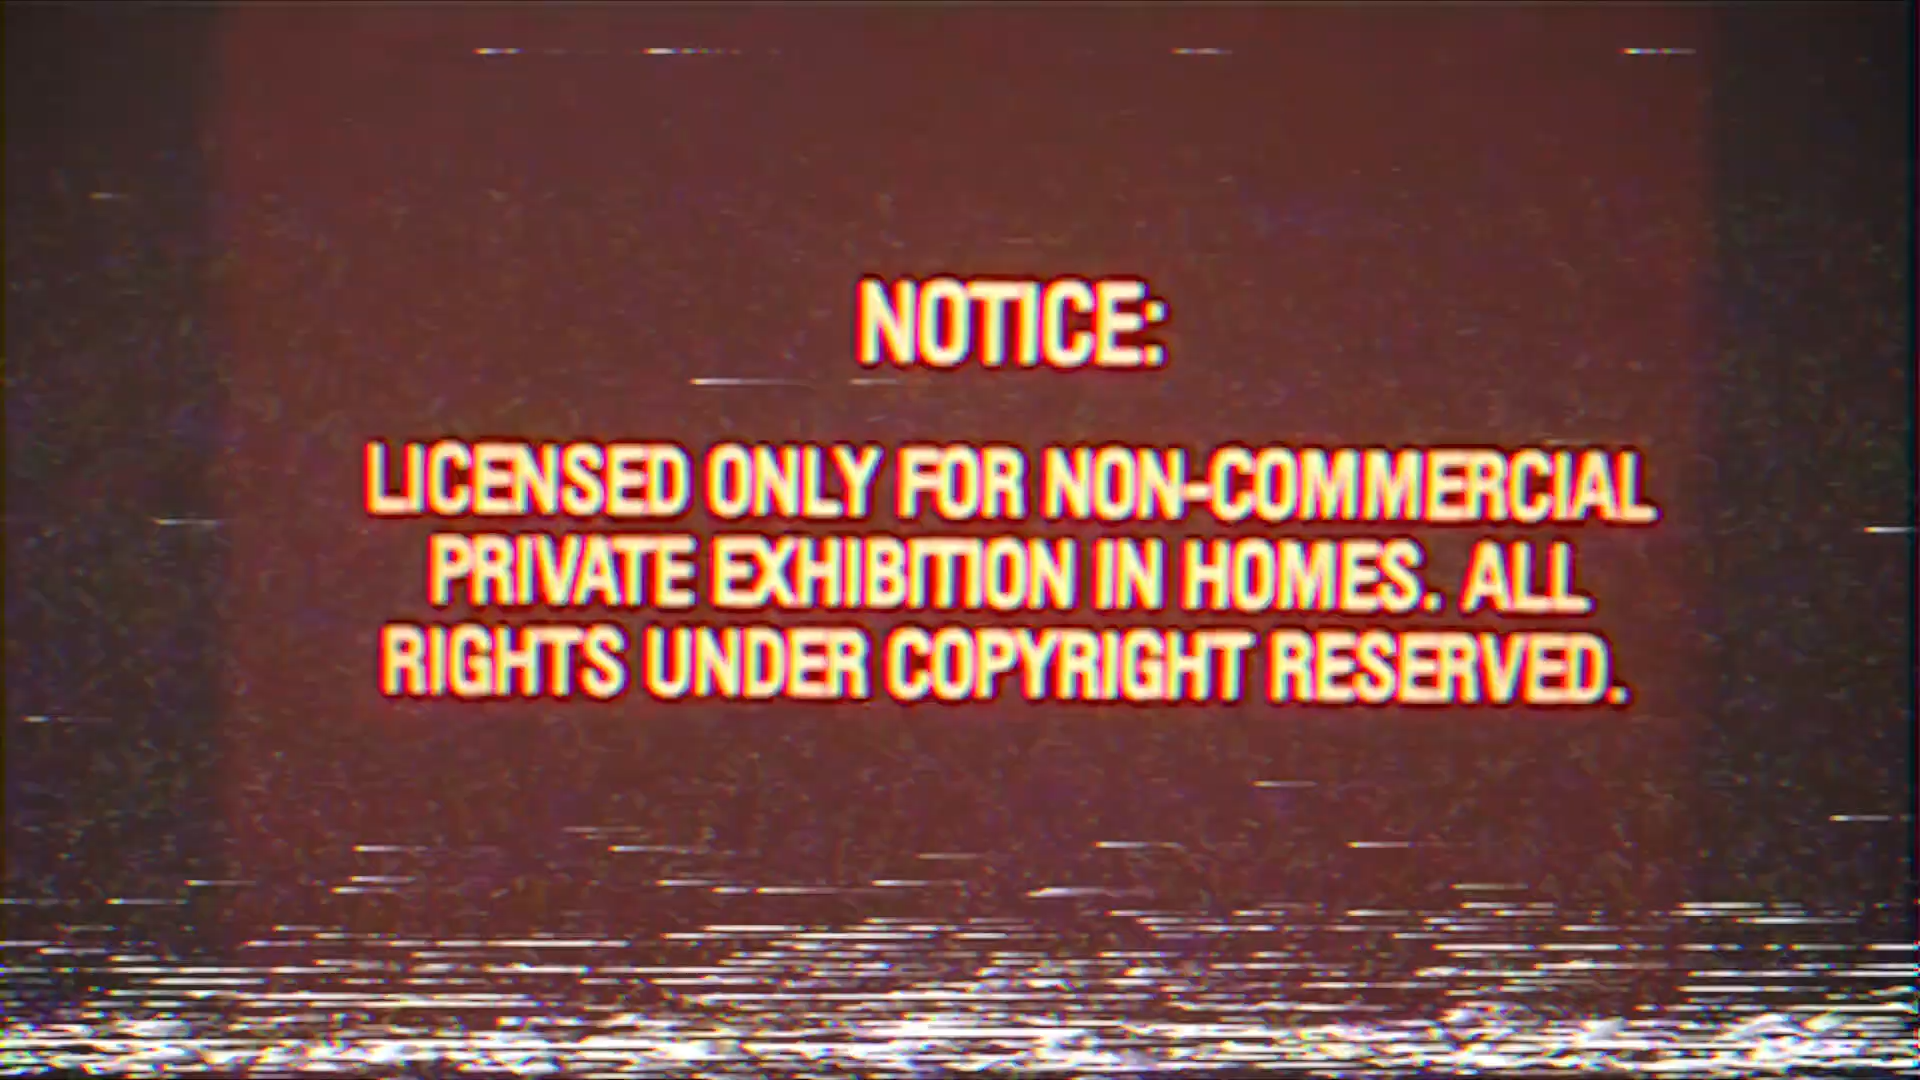 NOTICE:
LICENSED ONLY FOR NON-COMMERCIAL
PRIVATE EXHIBITION IN HOMES. ALL
RIGHTS UNDER COPYRIGHT RESERVED.